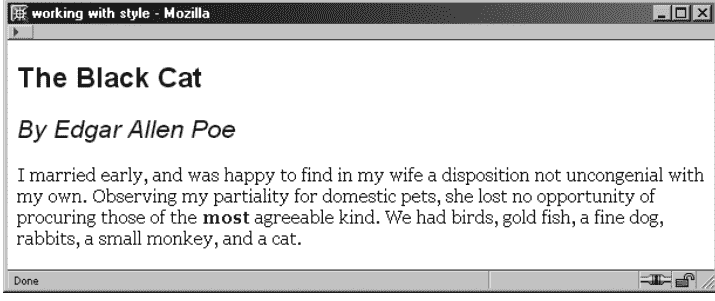 working with style - Mozilla
The Black Cat
By Edgar Allen Poe
I married early, and was happy to find in my wife a disposition not uncongenial with
my own. Observing my partiality for domestic pets, she lost no opportunity of
procuring those of the most agreeable kind. We had birds, gold fish, a fine dog,
rabbits, a small monkey, and a cat.
Done